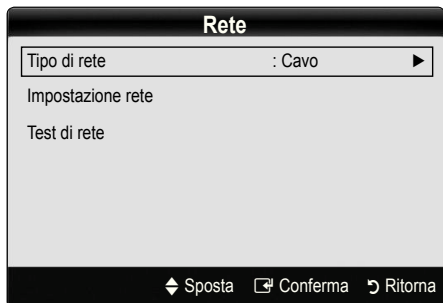 Rete
Tipo di rete : Cavo ▶
Impostazione rete
Test di rete
Sposta Conferma Ritorna